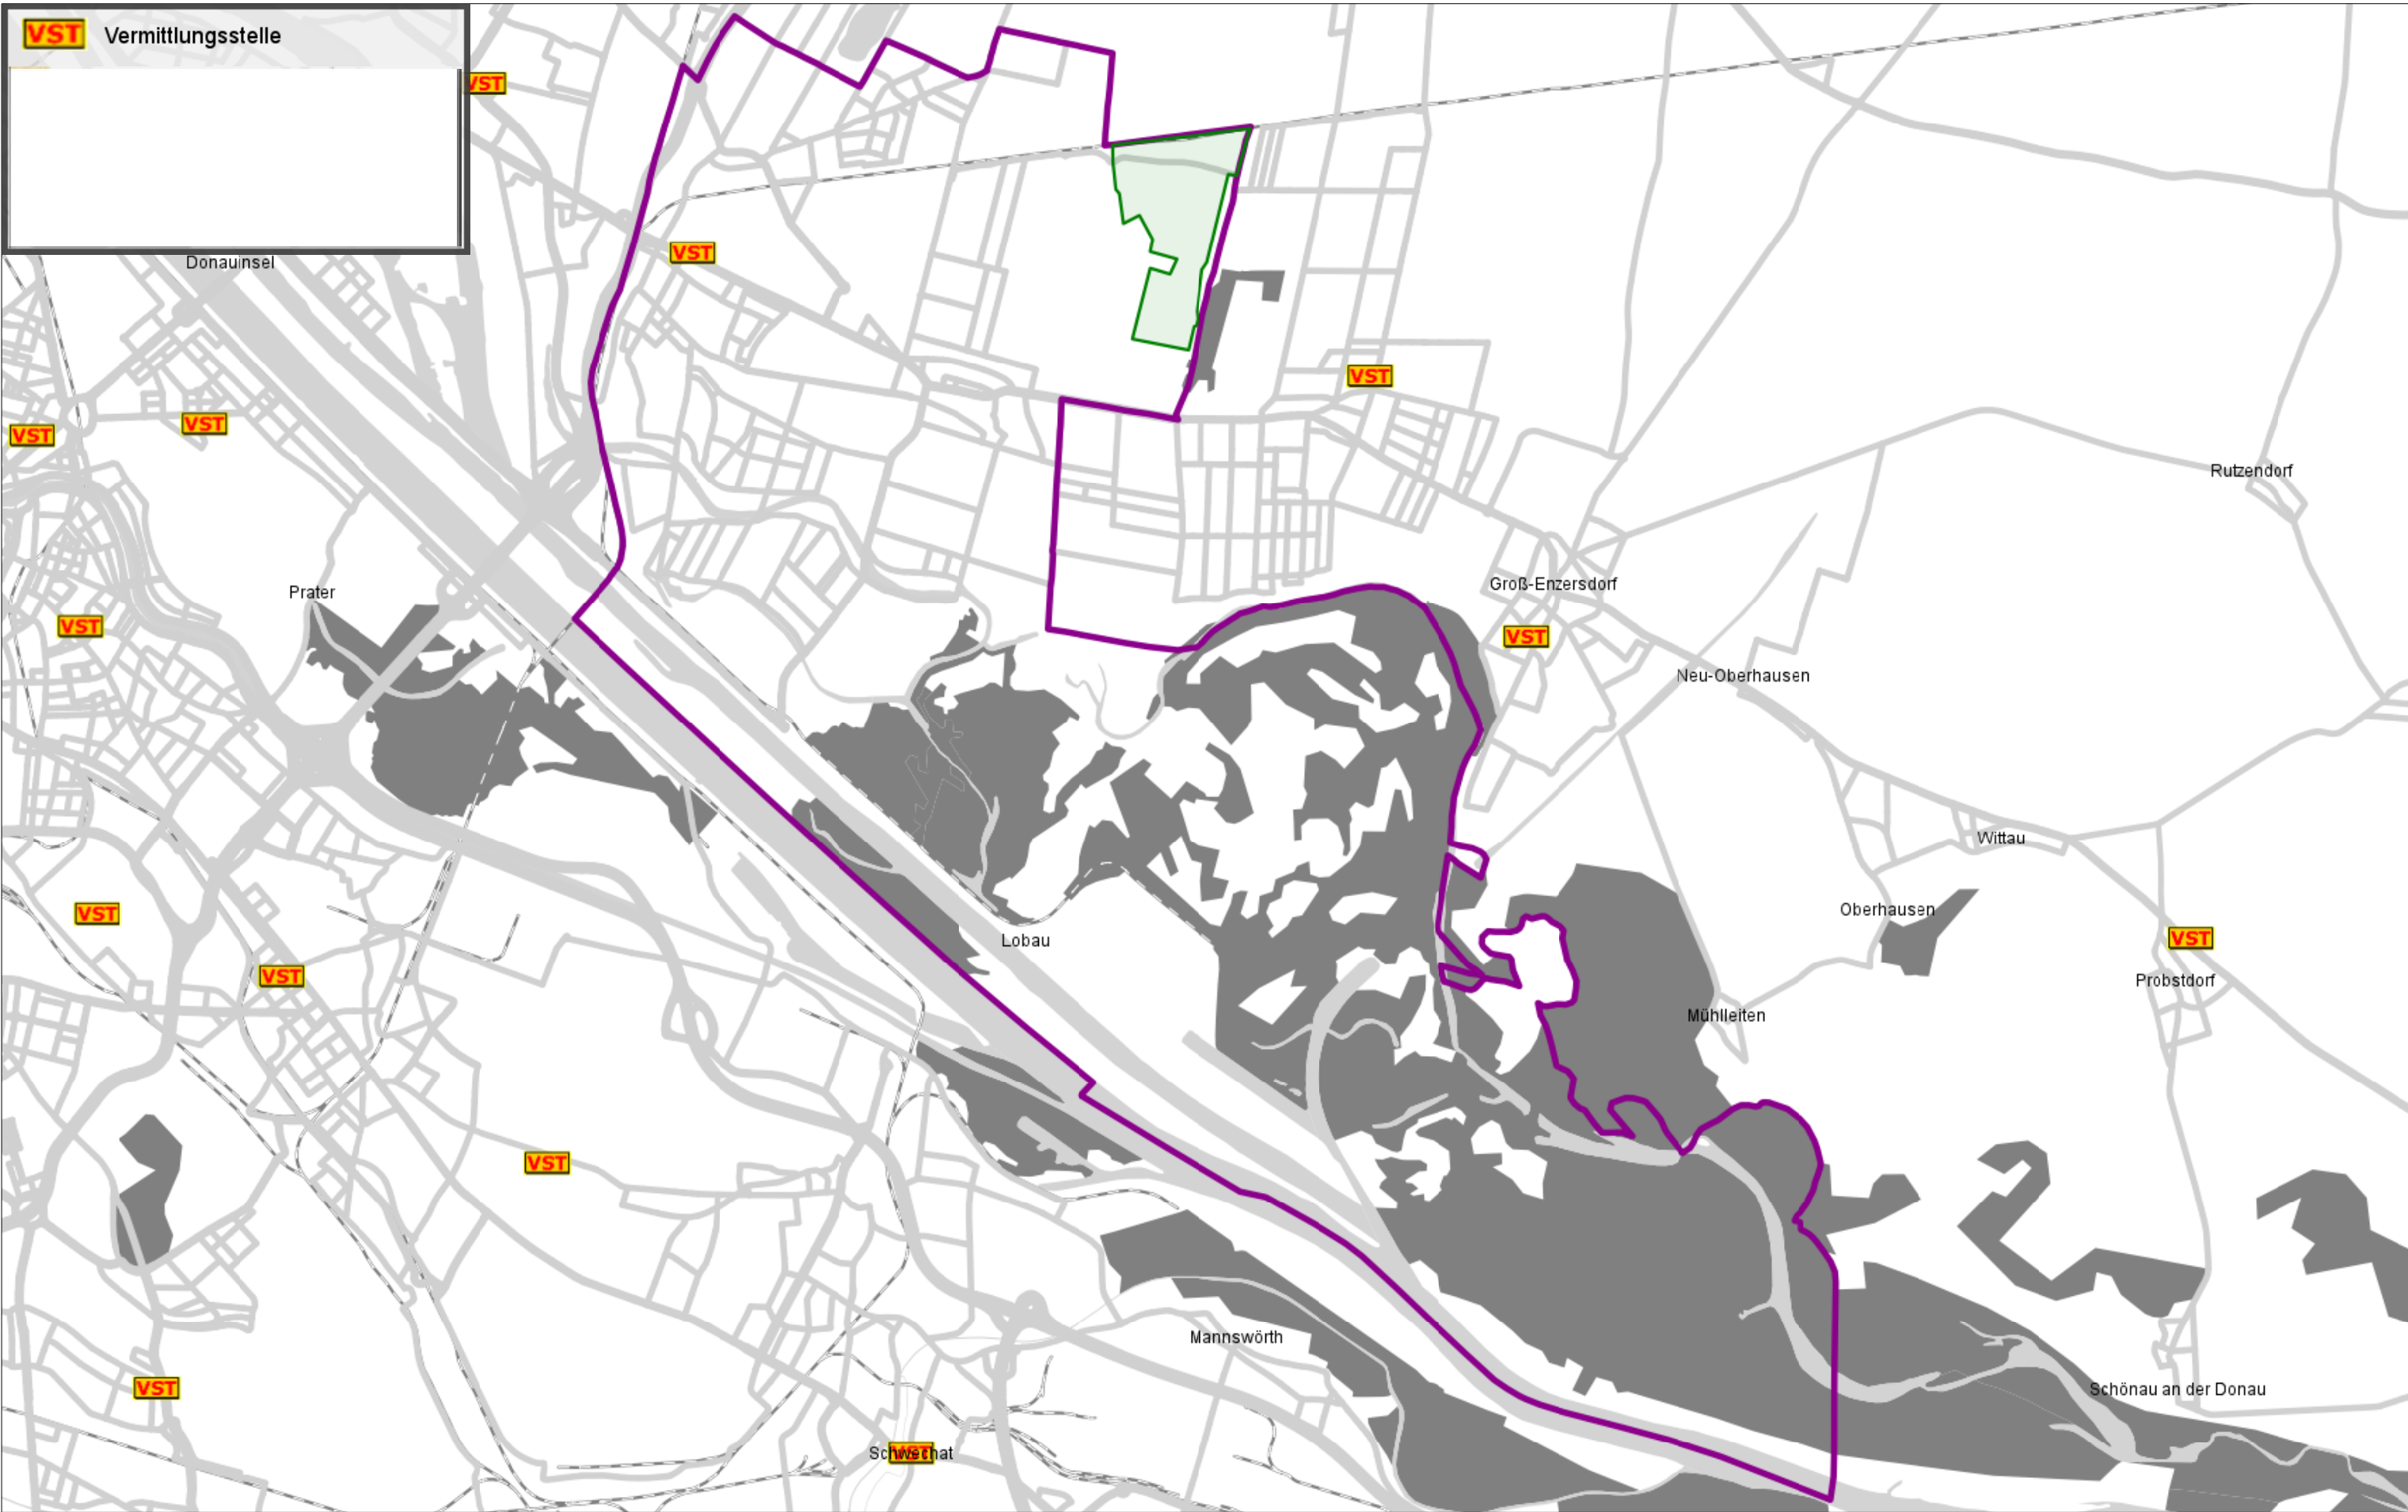 VST Vermittlungsstelle
VST
Donauinsel
VST
VST
VST
VST
Rutzendorf
Prater
Groß-Enzersdorf
VST
VST
Neu-Oberhausen
Wittau
VST
Oberhausen
Lobau
VST
VST
Probstdorf
Mühlleiten
VST
Mannswörth
VST
Schönau an der Donau
Schwechat
VST